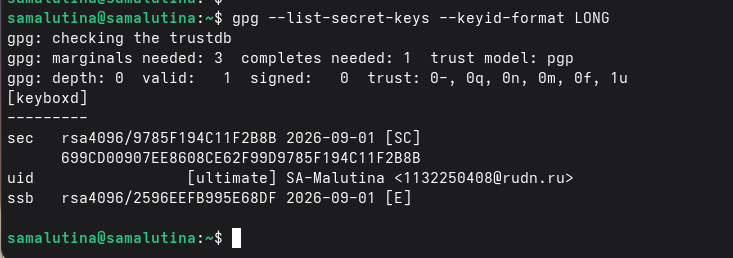 samalutina@samalutina:~$
samalutina@samalutina:~$ gpg --list-secret-keys --keyid-format LONG
gpg: checking the trustdb
gpg: marginals needed: 3  completes needed: 1  trust model: pgp
gpg: depth: 0  valid:   1  signed:   0  trust: 0-, 0q, 0n, 0m, 0f, 1u
[keyboxd]
---------
sec   rsa4096/9785F194C11F2B8B 2026-09-01 [SC]
      699CD00907EE8608CE62F99D9785F194C11F2B8B
uid                 [ultimate] SA-Malutina <1132250408@rudn.ru>
ssb   rsa4096/2596EEFB995E68DF 2026-09-01 [E]
samalutina@samalutina:~$